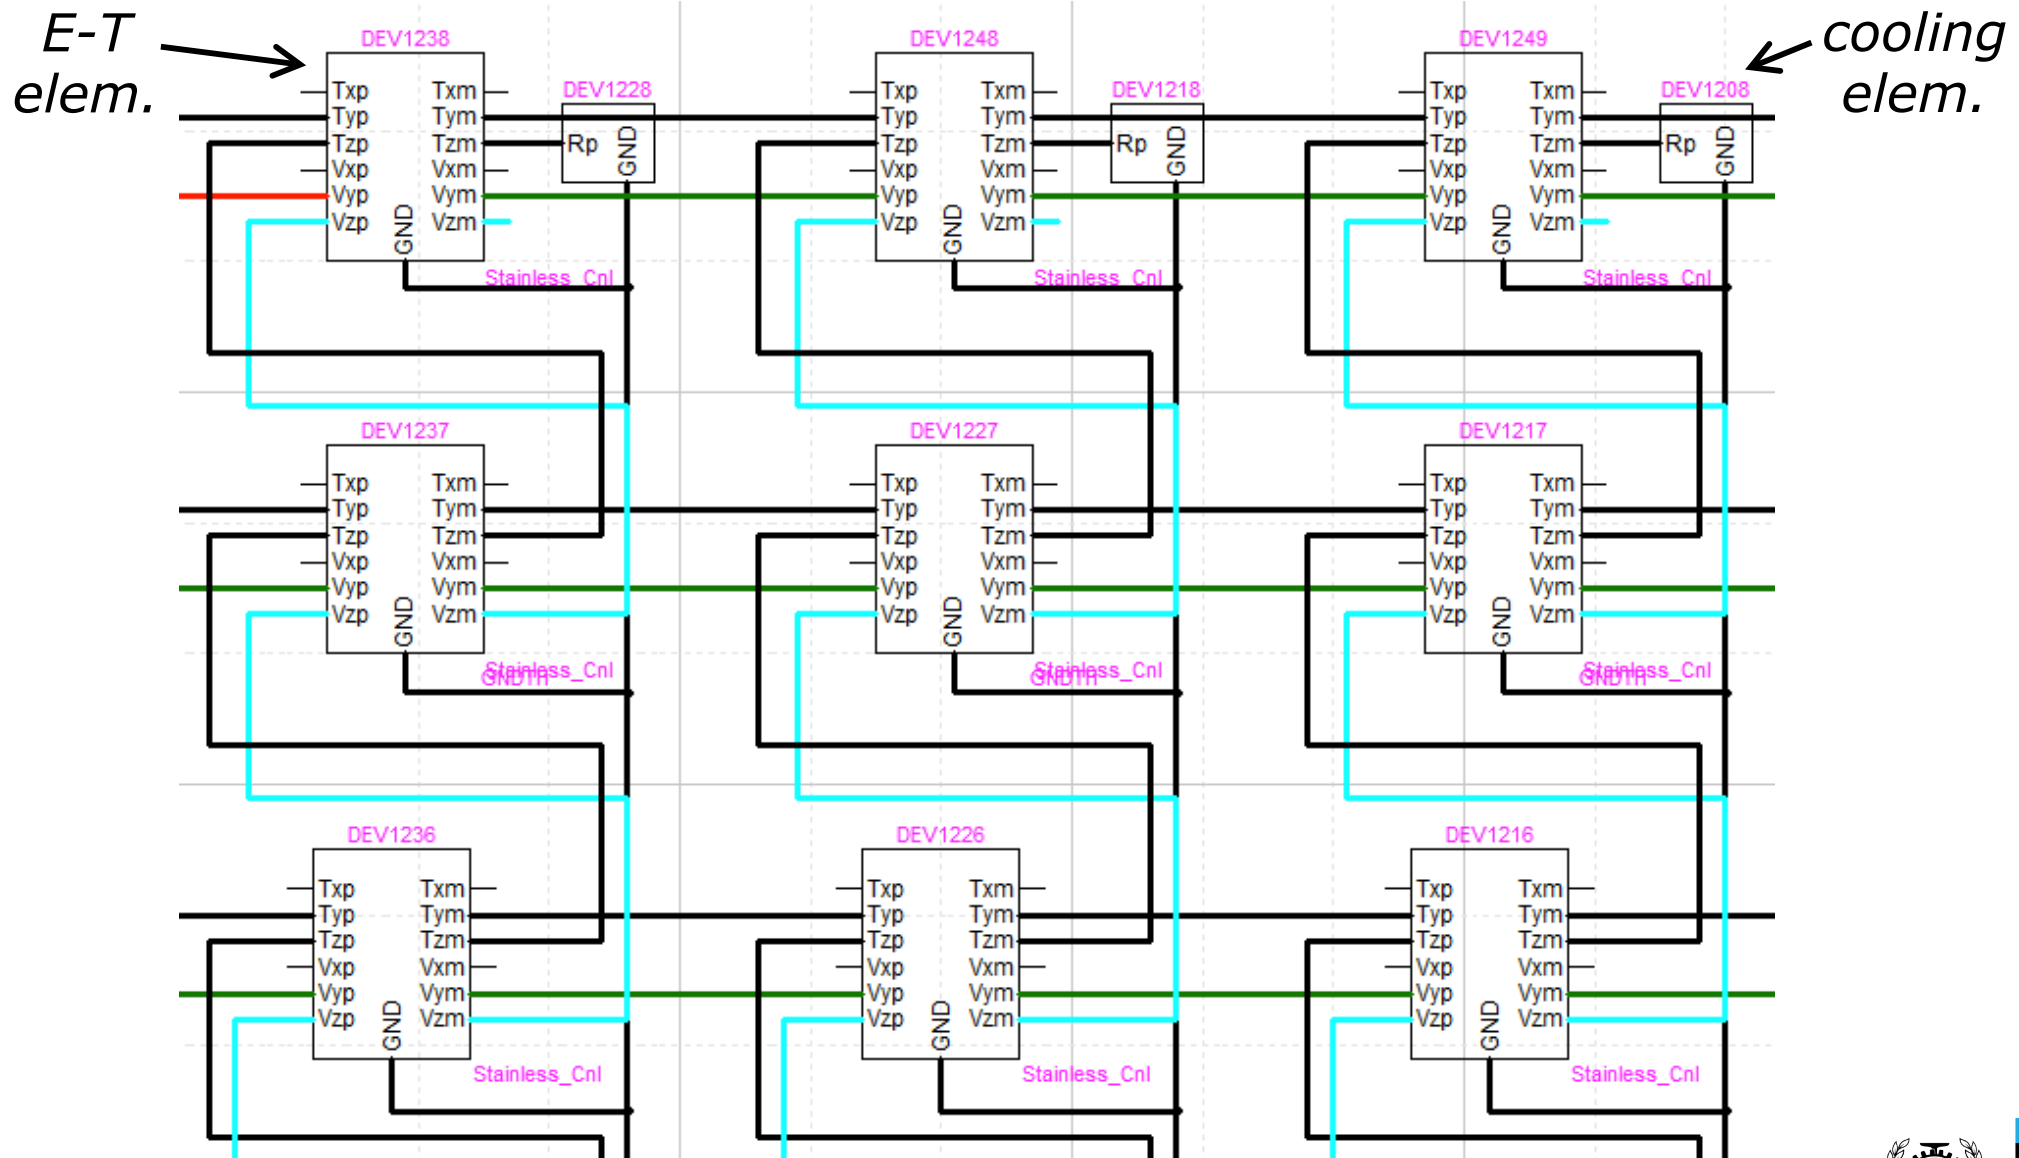 E-T
elem.
cooling
elem.
DEV1238
DEV1248
DEV1249
DEV1228
DEV1218
DEV1208
Txp Txm Txp Txm Txp Txm
Typ Tym Typ Tym Typ Tym
Tzp Tzm Rp GND Tzp Tzm Rp GND Tzp Tzm Rp GND
Vxp Vxm Vxp Vxm Vxp Vxm
Vyp Vym Vyp Vym Vyp Vym
Vzp GND Vzm Vzp GND Vzm Vzp GND Vzm
Stainless_Cnl Stainless_Cnl Stainless_Cnl
DEV1237 DEV1227 DEV1217
Txp Txm Txp Txm Txp Txm
Typ Tym Typ Tym Typ Tym
Tzp Tzm Tzp Tzm Tzp Tzm
Vxp Vxm Vxp Vxm Vxp Vxm
Vyp Vym Vyp Vym Vyp Vym
Vzp GND Vzm Vzp GND Vzm Vzp GND Vzm
Stainless_Cnl Stainless_Cnl Stainless_Cnl
GNDTH GNDTH GNDTH
DEV1236 DEV1226 DEV1216
Txp Txm Txp Txm Txp Txm
Typ Tym Typ Tym Typ Tym
Tzp Tzm Tzp Tzm Tzp Tzm
Vxp Vxm Vxp Vxm Vxp Vxm
Vyp Vym Vyp Vym Vyp Vym
Vzp GND Vzm Vzp GND Vzm Vzp GND Vzm
Stainless_Cnl Stainless_Cnl Stainless_Cnl